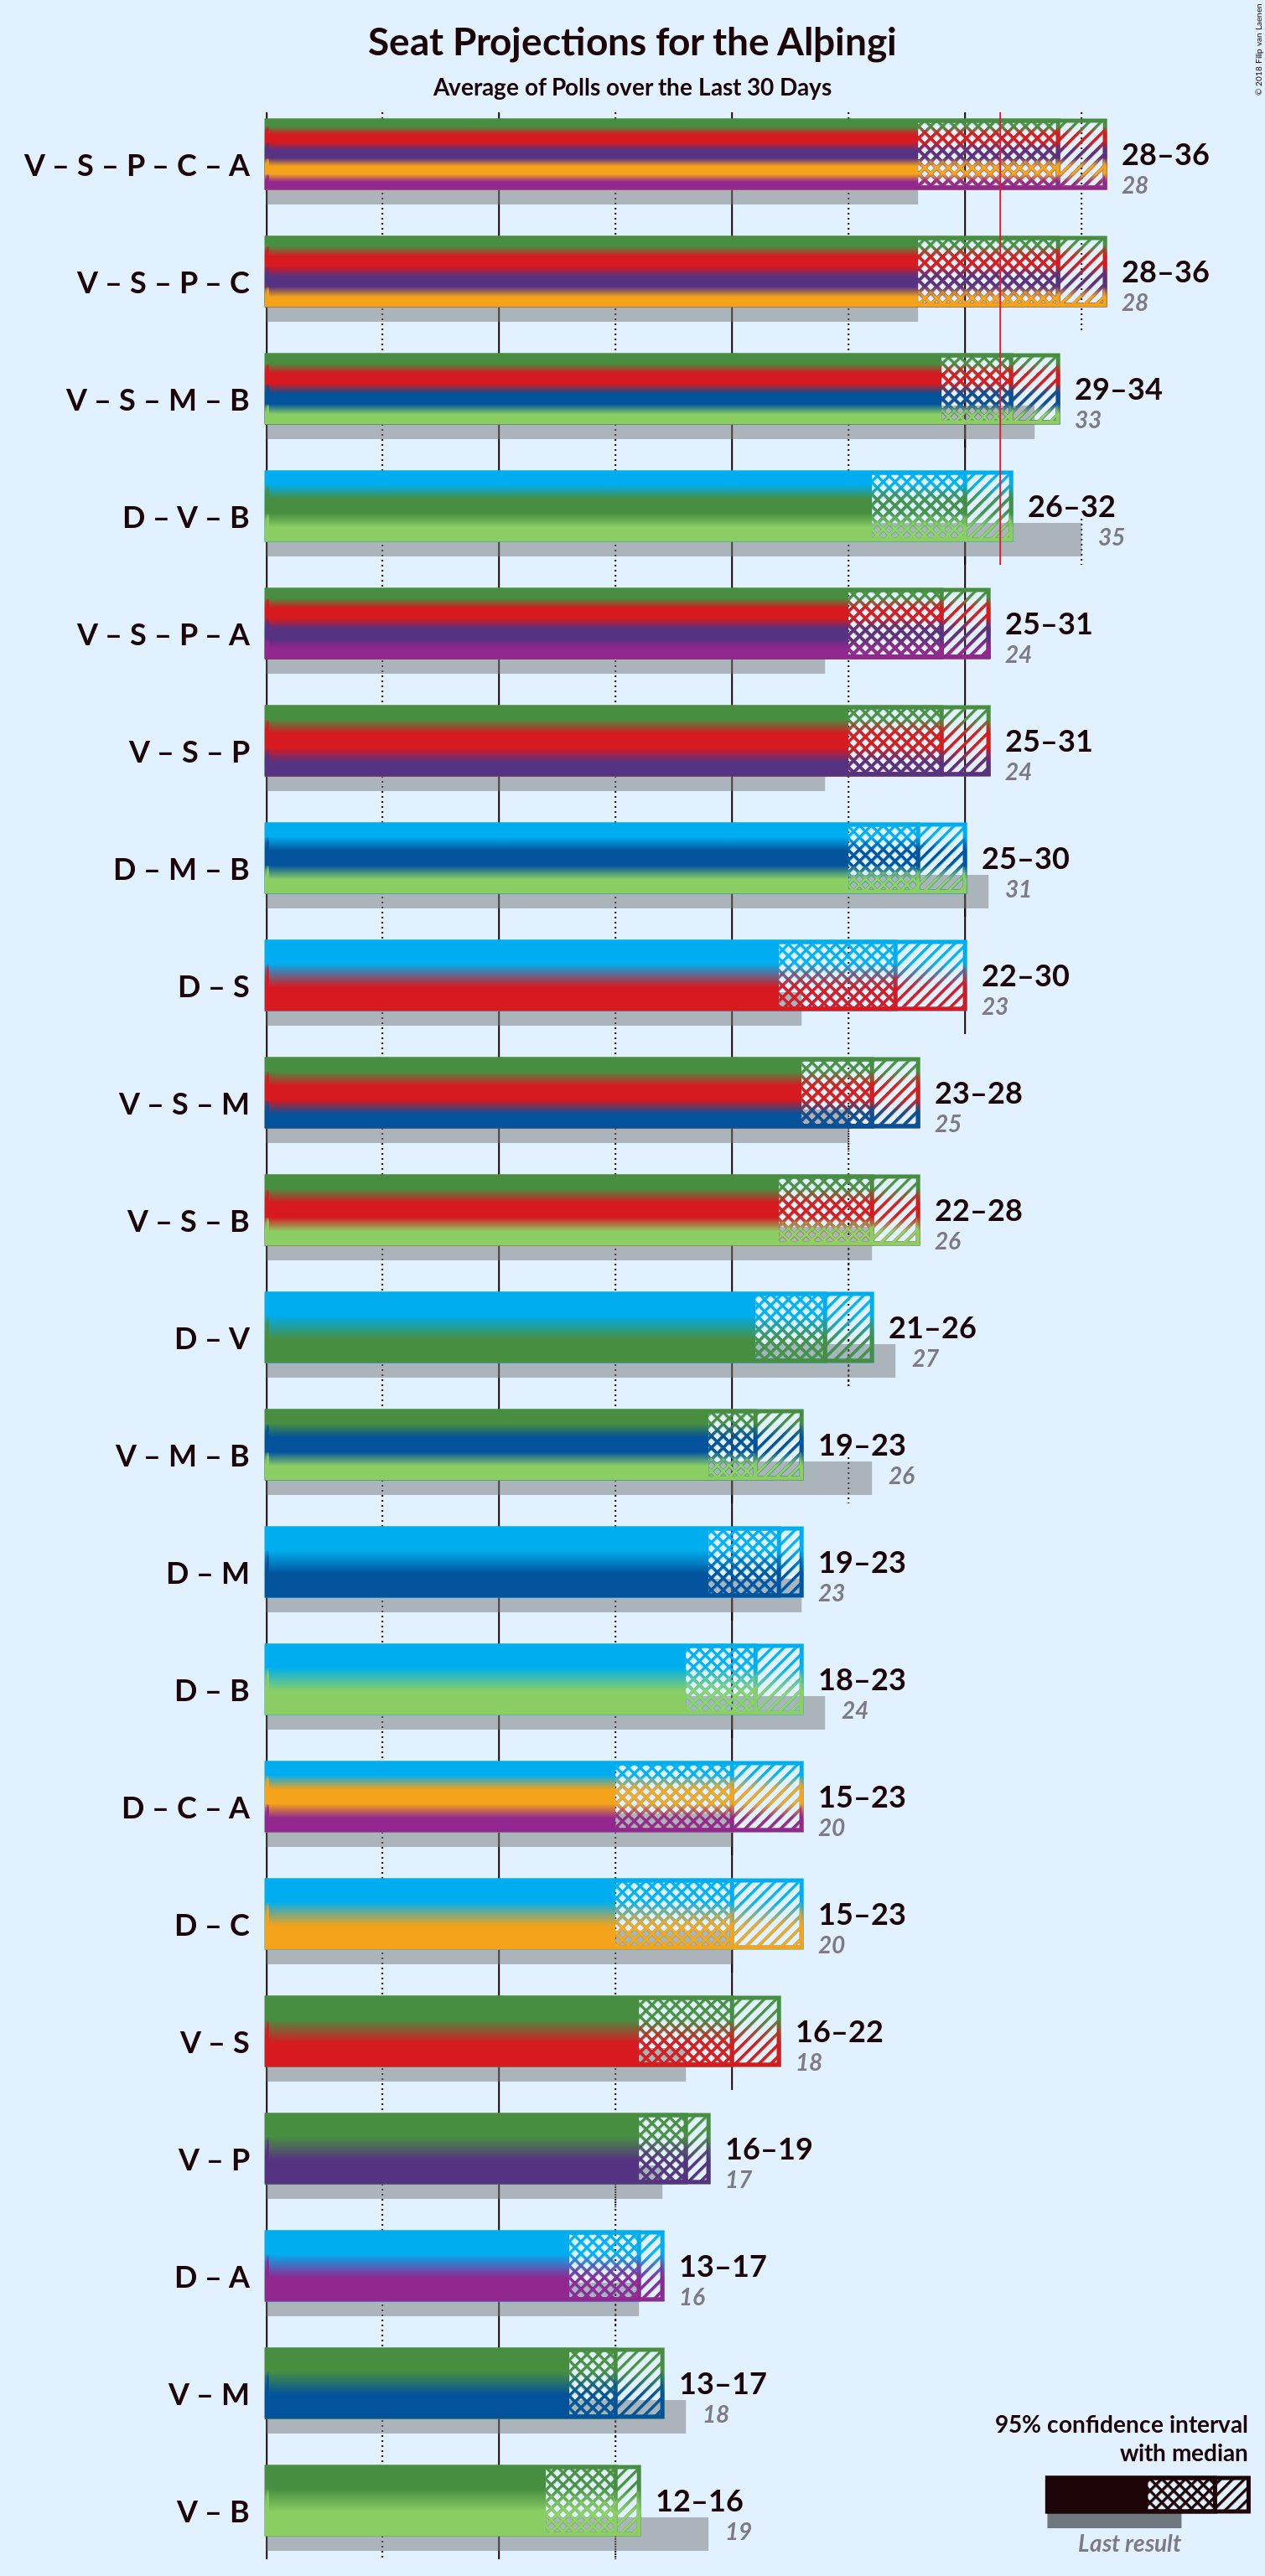 Seat Projections for the Alþingi
Average of Polls over the Last 30 Days
© 2018 Filip van Laenen
V – S – P – C – A
28–36
28
V – S – P – C
28–36
28
V – S – M – B
29–34
33
D – V – B
26–32
35
V – S – P – A
25–31
24
V – S – P
25–31
24
D – M – B
25–30
31
D – S
22–30
23
V – S – M
23–28
25
V – S – B
22–28
26
D – V
21–26
27
V – M – B
19–23
26
D – M
19–23
23
D – B
18–23
24
D – C – A
15–23
20
D – C
15–23
20
V – S
16–22
18
V – P
16–19
17
D – A
13–17
16
V – M
13–17
18
V – B
12–16
19
95% confidence interval
with median
Last result